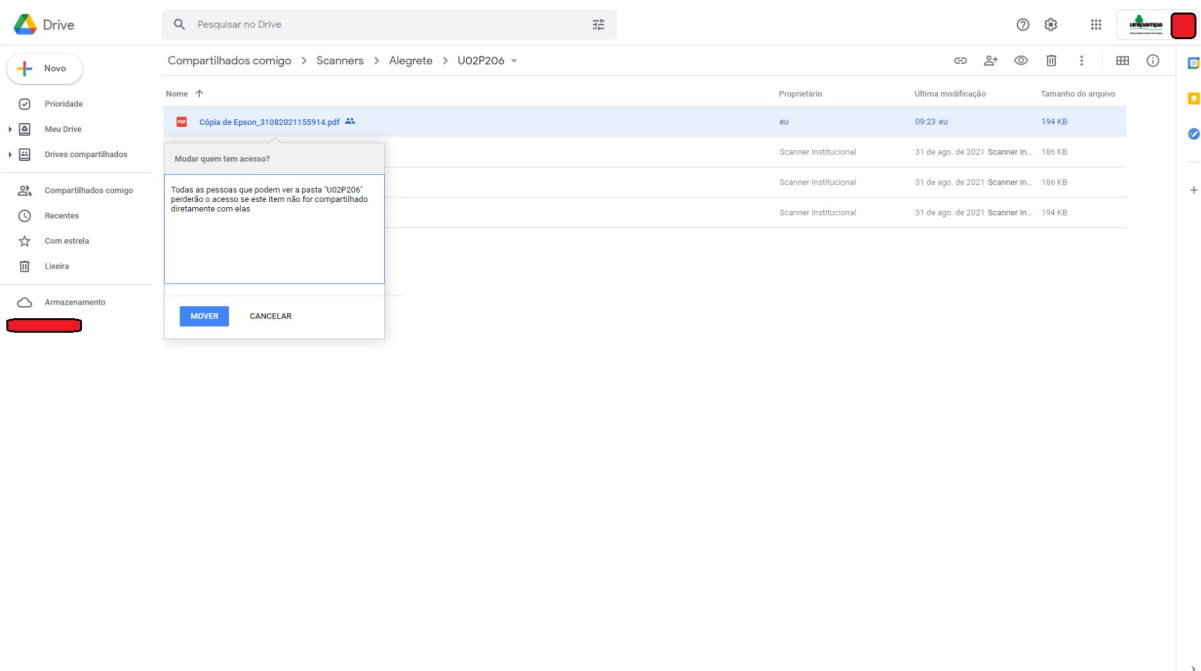 Drive
Pesquisar no Drive
unipampa
Novo
Compartilhados comigo > Scanners > Alegrete > U02P206
Prioridade
Meu Drive
Drives compartilhados
Compartilhados comigo
Recentes
Com estrela
Lixeira
Armazenamento
Nome Proprietário Última modificação Tamanho do arquivo
PDF Cópia de Epson_31082021155914.pdf eu 09:23 eu 194 KB
Scanner Institucional 31 de ago. de 2021 Scanner In... 186 KB
Scanner Institucional 31 de ago. de 2021 Scanner In... 186 KB
Scanner Institucional 31 de ago. de 2021 Scanner In... 194 KB
Mudar quem tem acesso?
Todas as pessoas que podem ver a pasta "U02P206"
perderão o acesso se este item não for compartilhado
diretamente com elas
MOVER CANCELAR